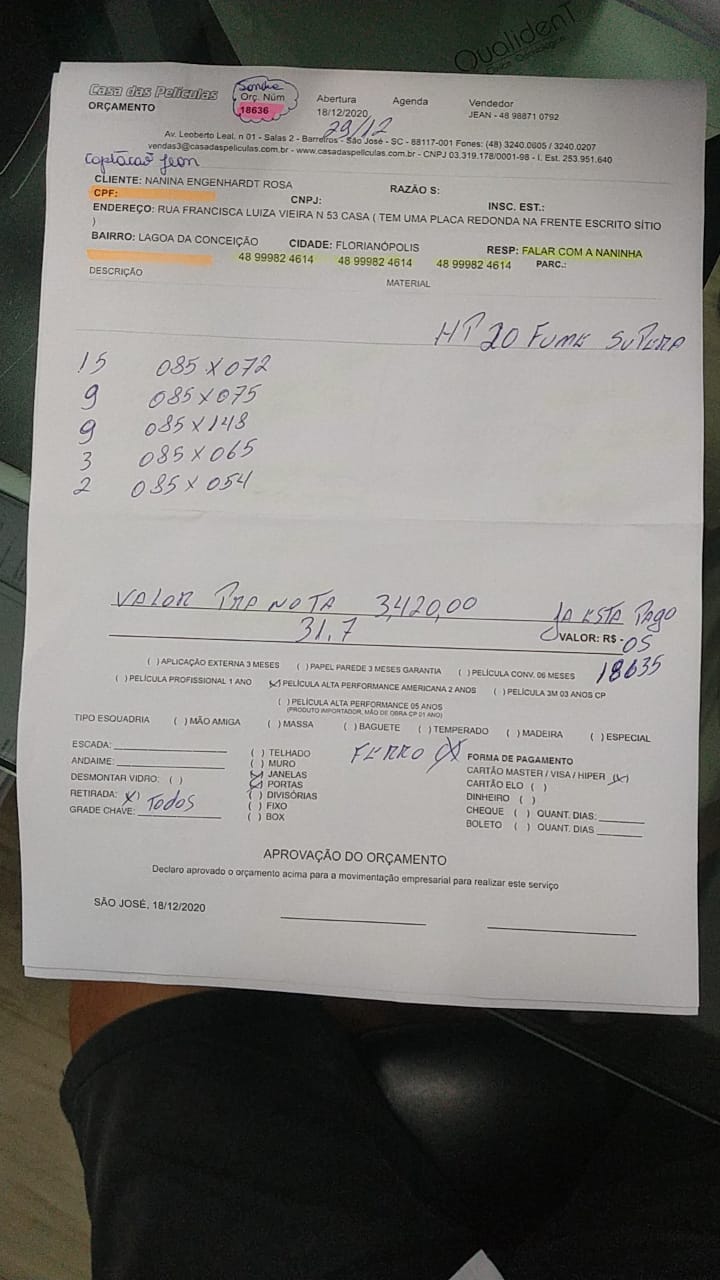 QualidenT
Casa das Películas
Sondra
Orç. Núm
18636
ORÇAMENTO
Abertura
18/12/2020
Agenda
29/12
Vendedor
JEAN - 48 98871 0792
Av. Leoberto Leal, n 01 - Salas 2 - Barreiros - São José - SC - 88117-001 Fones: (48) 3240.0605 / 3240.0207
vendas3@casadaspeliculas.com.br - www.casadaspeliculas.com.br - CNPJ 03.319.178/0001-98 - I. Est. 253.951.640
Captacao Jean
CLIENTE: NANINA ENGENHARDT ROSA RAZÃO S:
CPF: CNPJ: INSC. EST.:
ENDEREÇO: RUA FRANCISCA LUIZA VIEIRA N 53 CASA ( TEM UMA PLACA REDONDA NA FRENTE ESCRITO SÍTIO
)
BAIRRO: LAGOA DA CONCEIÇÃO CIDADE: FLORIANÓPOLIS RESP: FALAR COM A NANINHA
48 99982 4614 48 99982 4614 48 99982 4614 PARC.:
DESCRIÇÃO MATERIAL
HP 20 FUME SUPERA
15 085 X 072
9 085 X 075
9 085 X 148
3 085 X 065
2 085 X 054
VALOR PRA NOTA 3,420,00 JA ESTA PAGO
31.7 VALOR: R$ - OS
18635
( ) APLICAÇÃO EXTERNA 3 MESES ( ) PAPEL PAREDE 3 MESES GARANTIA ( ) PELÍCULA CONV. 06 MESES
( ) PELÍCULA PROFISSIONAL 1 ANO (X) PELÍCULA ALTA PERFORMANCE AMERICANA 2 ANOS ( ) PELÍCULA 3M 03 ANOS CP
( ) PELÍCULA ALTA PERFORMANCE 05 ANOS
(PRODUTO IMPORTADOR, MÃO DE OBRA CP 01 ANO)
TIPO ESQUADRIA ( ) MÃO AMIGA ( ) MASSA ( ) BAGUETE ( ) TEMPERADO ( ) MADEIRA ( ) ESPECIAL
FERRO (X)
ESCADA:
ANDAIME:
DESMONTAR VIDRO: ( )
RETIRADA: (X) TODOS
GRADE CHAVE:
( ) TELHADO
( ) MURO
(X) JANELAS
(X) PORTAS
( ) DIVISÓRIAS
( ) FIXO
( ) BOX
FORMA DE PAGAMENTO
CARTÃO MASTER / VISA / HIPER (X)
CARTÃO ELO ( )
DINHEIRO ( )
CHEQUE ( ) QUANT. DIAS:
BOLETO ( ) QUANT. DIAS
APROVAÇÃO DO ORÇAMENTO
Declaro aprovado o orçamento acima para a movimentação empresarial para realizar este serviço
SÃO JOSÉ, 18/12/2020